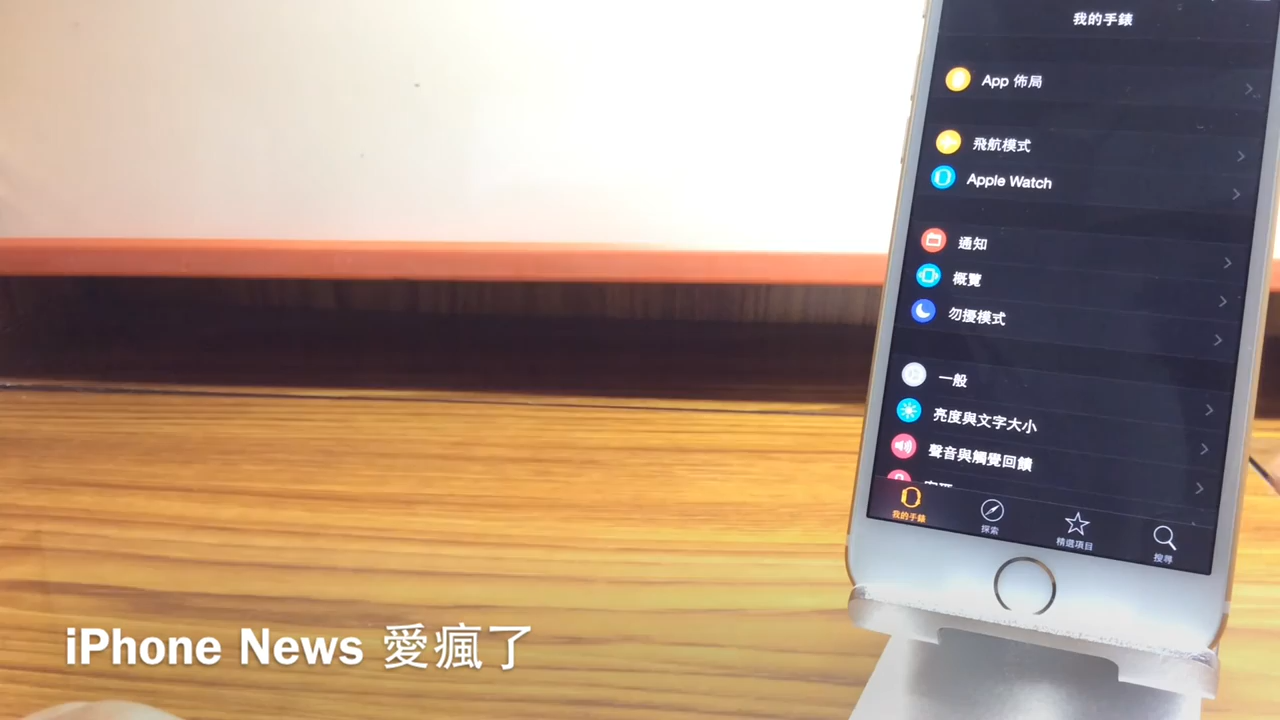 我的手錶
App 佈局
飛航模式
Apple Watch
通知
概覽
勿擾模式
一般
亮度與文字大小
聲音與觸覺回饋
我的手錶
探索
精選項目
搜尋
iPhone News 愛瘋了